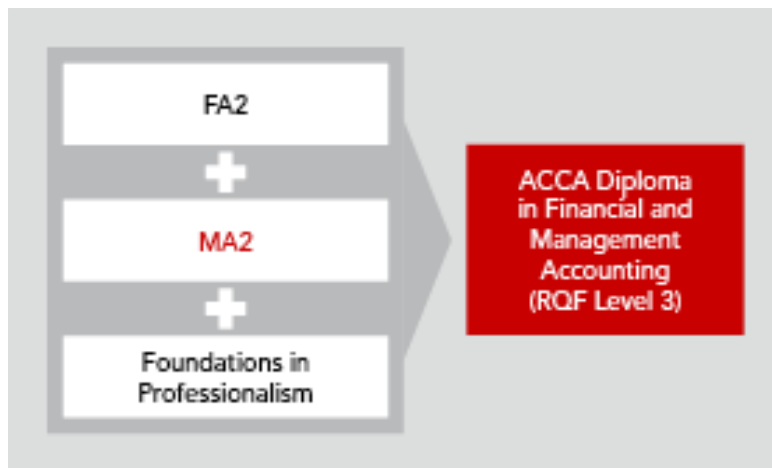 FA2
MA2
Foundations in
Professionalism
ACCA Diploma
in Financial and
Management
Accounting
(RQF Level 3)